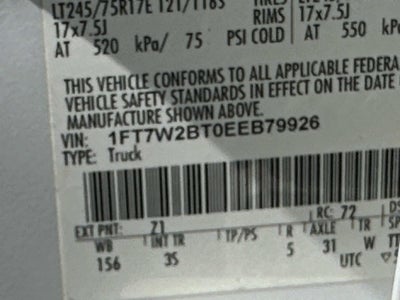 LT245/75R17E 121/118S
RIMS
17x7.5J 17x7.5J
AT 520 kPa/ 75 PSI COLD AT 550
THIS VEHICLE CONFORMS TO ALL APPLICABLE FEDERA
VEHICLE SAFETY STANDARDS IN EFFECT ON THE DATE
MANUFACTURE SHOWN ABOVE.
VIN: 1FT7W2BT0EEB79926
TYPE: Truck
EXT PNT: Z1 RC: 72
WB INT TR TP/PS R AXLE TR
156 3S 5 31 W
UTC